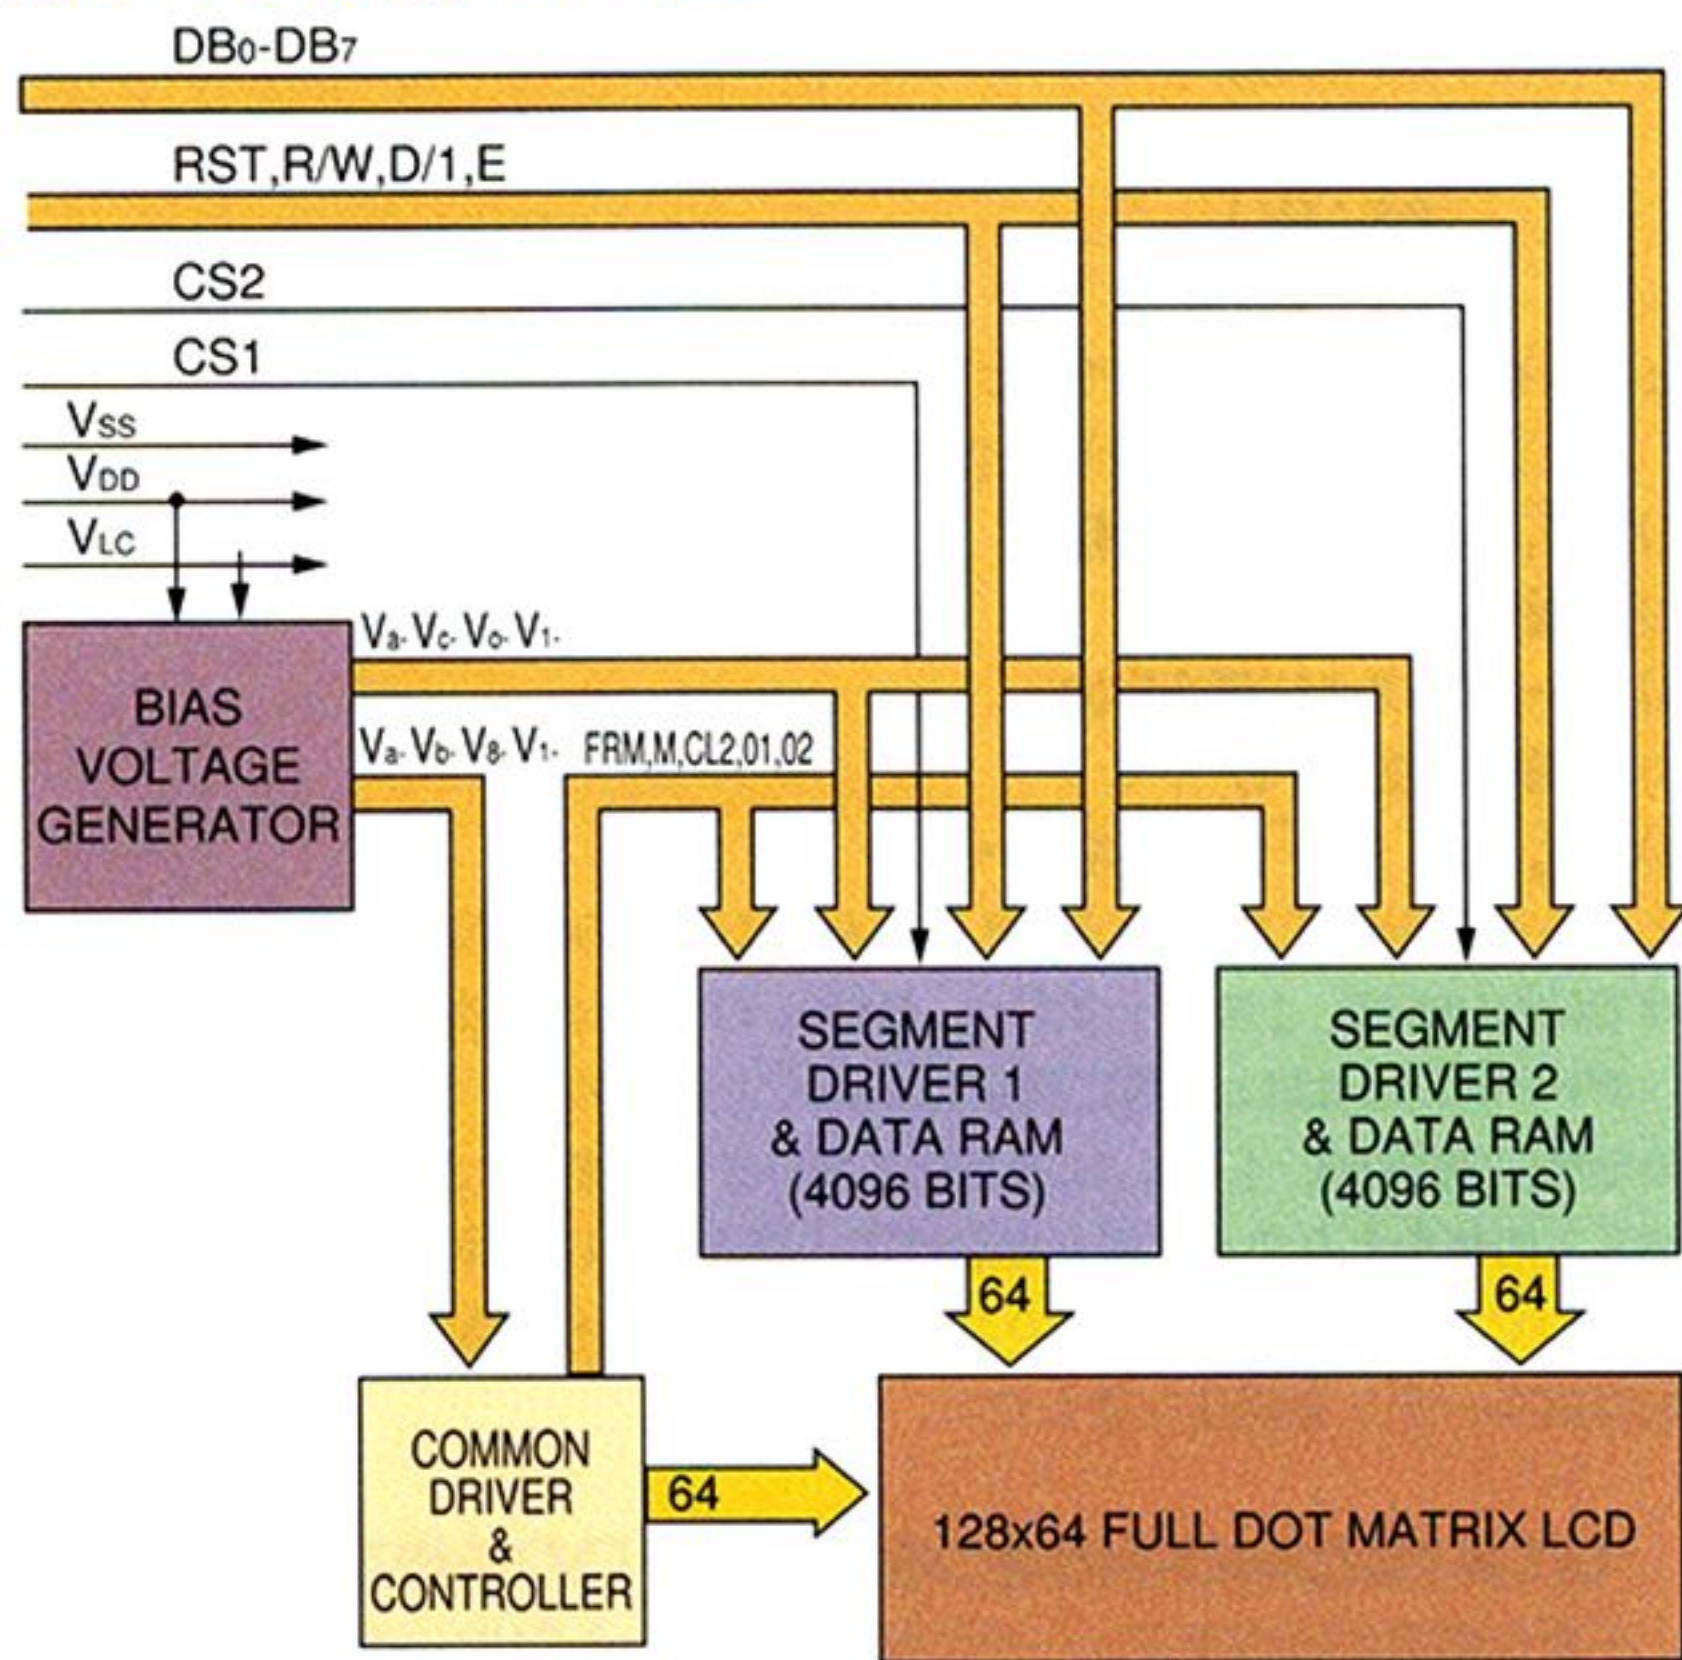 DB0-DB7
RST,R/W,D/1,E
CS2
CS1
VSS
VDD
VLC
Va. Vc. Vo. V1.
BIAS
VOLTAGE
GENERATOR
Va. Vb. V8. V1.
FRM,M,CL2,01,02
SEGMENT
DRIVER 1
& DATA RAM
(4096 BITS)
SEGMENT
DRIVER 2
& DATA RAM
(4096 BITS)
64
64
COMMON
DRIVER
&
CONTROLLER
64
128x64 FULL DOT MATRIX LCD